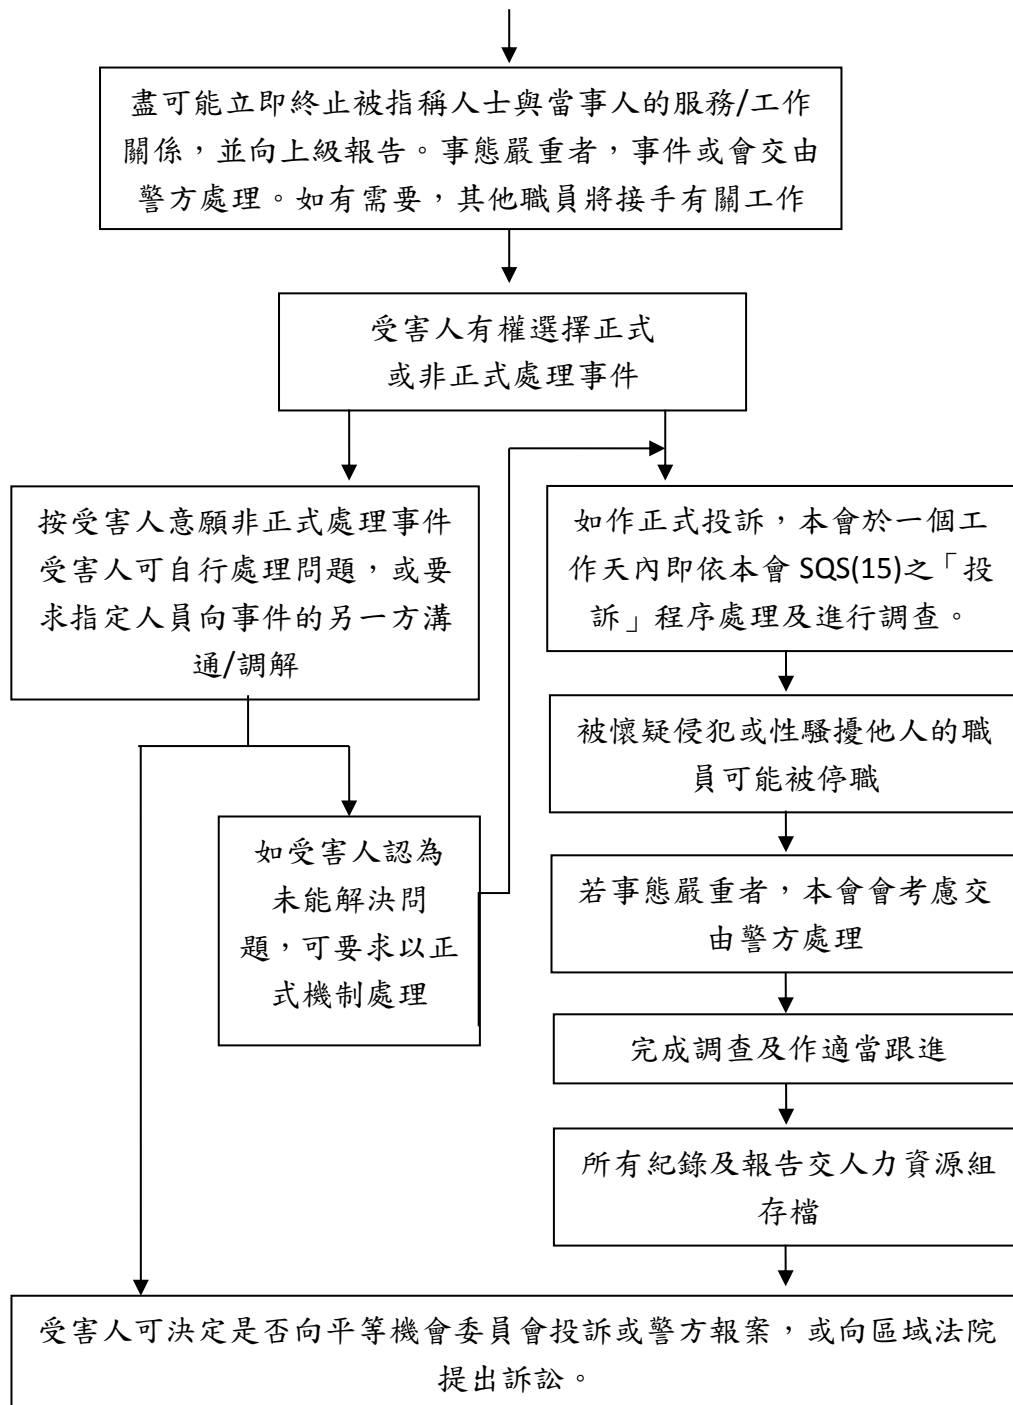 盡可能立即終止被指稱人士與當事人的服務/工作
關係，並向上級報告。事態嚴重者，事件或會交由
警方處理。如有需要，其他職員將接手有關工作
受害人有權選擇正式
或非正式處理事件
按受害人意願非正式處理事件
受害人可自行處理問題，或要
求指定人員向事件的另一方溝
通/調解
如受害人認為
未能解決問
題，可要求以正
式機制處理
如作正式投訴，本會於一個工
作天內即依本會 SQS(15)之「投
訴」程序處理及進行調查。
被懷疑侵犯或性騷擾他人的職
員可能被停職
若事態嚴重者，本會會考慮交
由警方處理
完成調查及作適當跟進
所有紀錄及報告交人力資源組
存檔
受害人可決定是否向平等機會委員會投訴或警方報案，或向區域法院
提出訴訟。